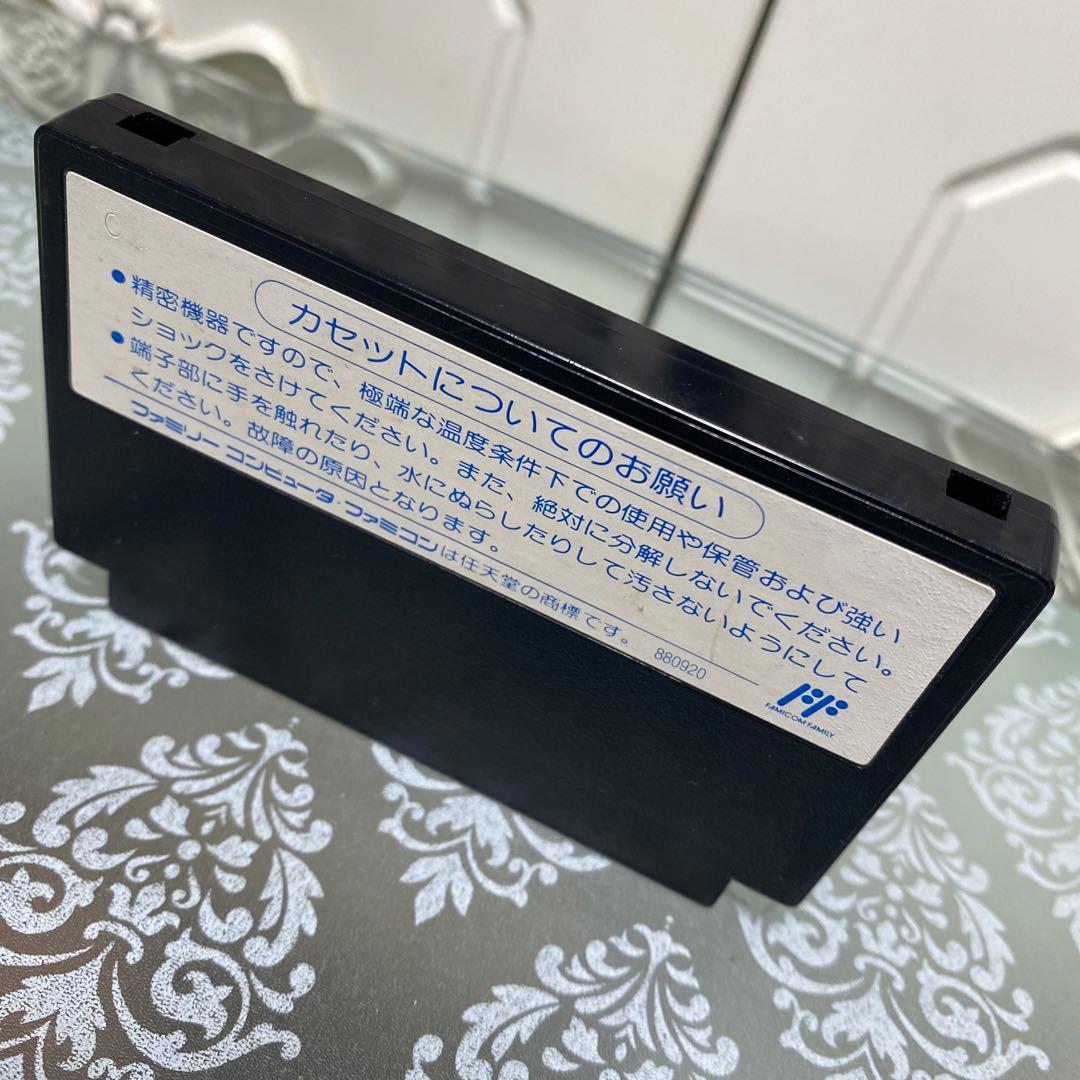 カセットについてのお願い
●精密機器ですので、極端な温度条件下での使用や保管および強い
ショックをさけてください。また、絶対に分解しないでください。
●端子部に手を触れたり、水にぬらしたりして汚さないようにして
ください。故障の原因となります。
ファミリーコンピュータ・ファミコンは任天堂の商標です。
880920
FAMICOM FAMILY